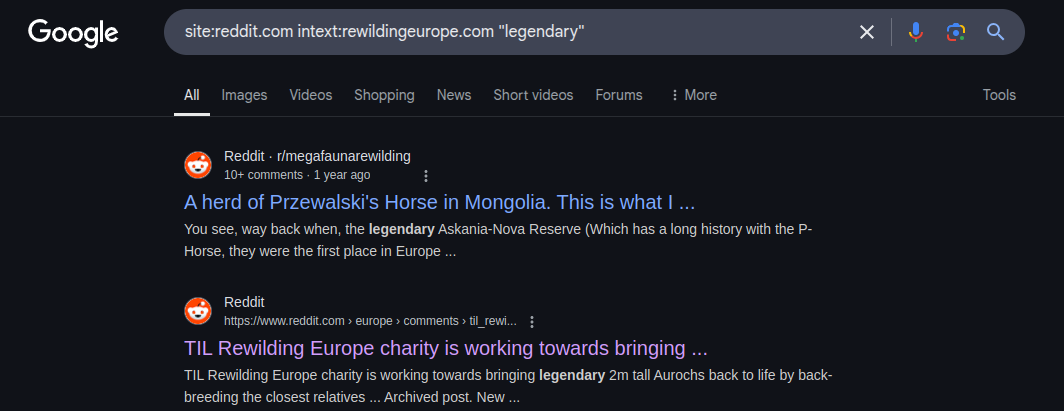 Google
site:reddit.com intext:rewildingeurope.com "legendary"
All Images Videos Shopping News Short videos Forums More Tools
Reddit · r/megafaunarewilding
10+ comments · 1 year ago
A herd of Przewalski's Horse in Mongolia. This is what I ...
You see, way back when, the legendary Askania-Nova Reserve (Which has a long history with the P-
Horse, they were the first place in Europe ...
Reddit
https://www.reddit.com › europe › comments › til_rewi...
TIL Rewilding Europe charity is working towards bringing ...
TIL Rewilding Europe charity is working towards bringing legendary 2m tall Aurochs back to life by back-
breeding the closest relatives ... Archived post. New ...